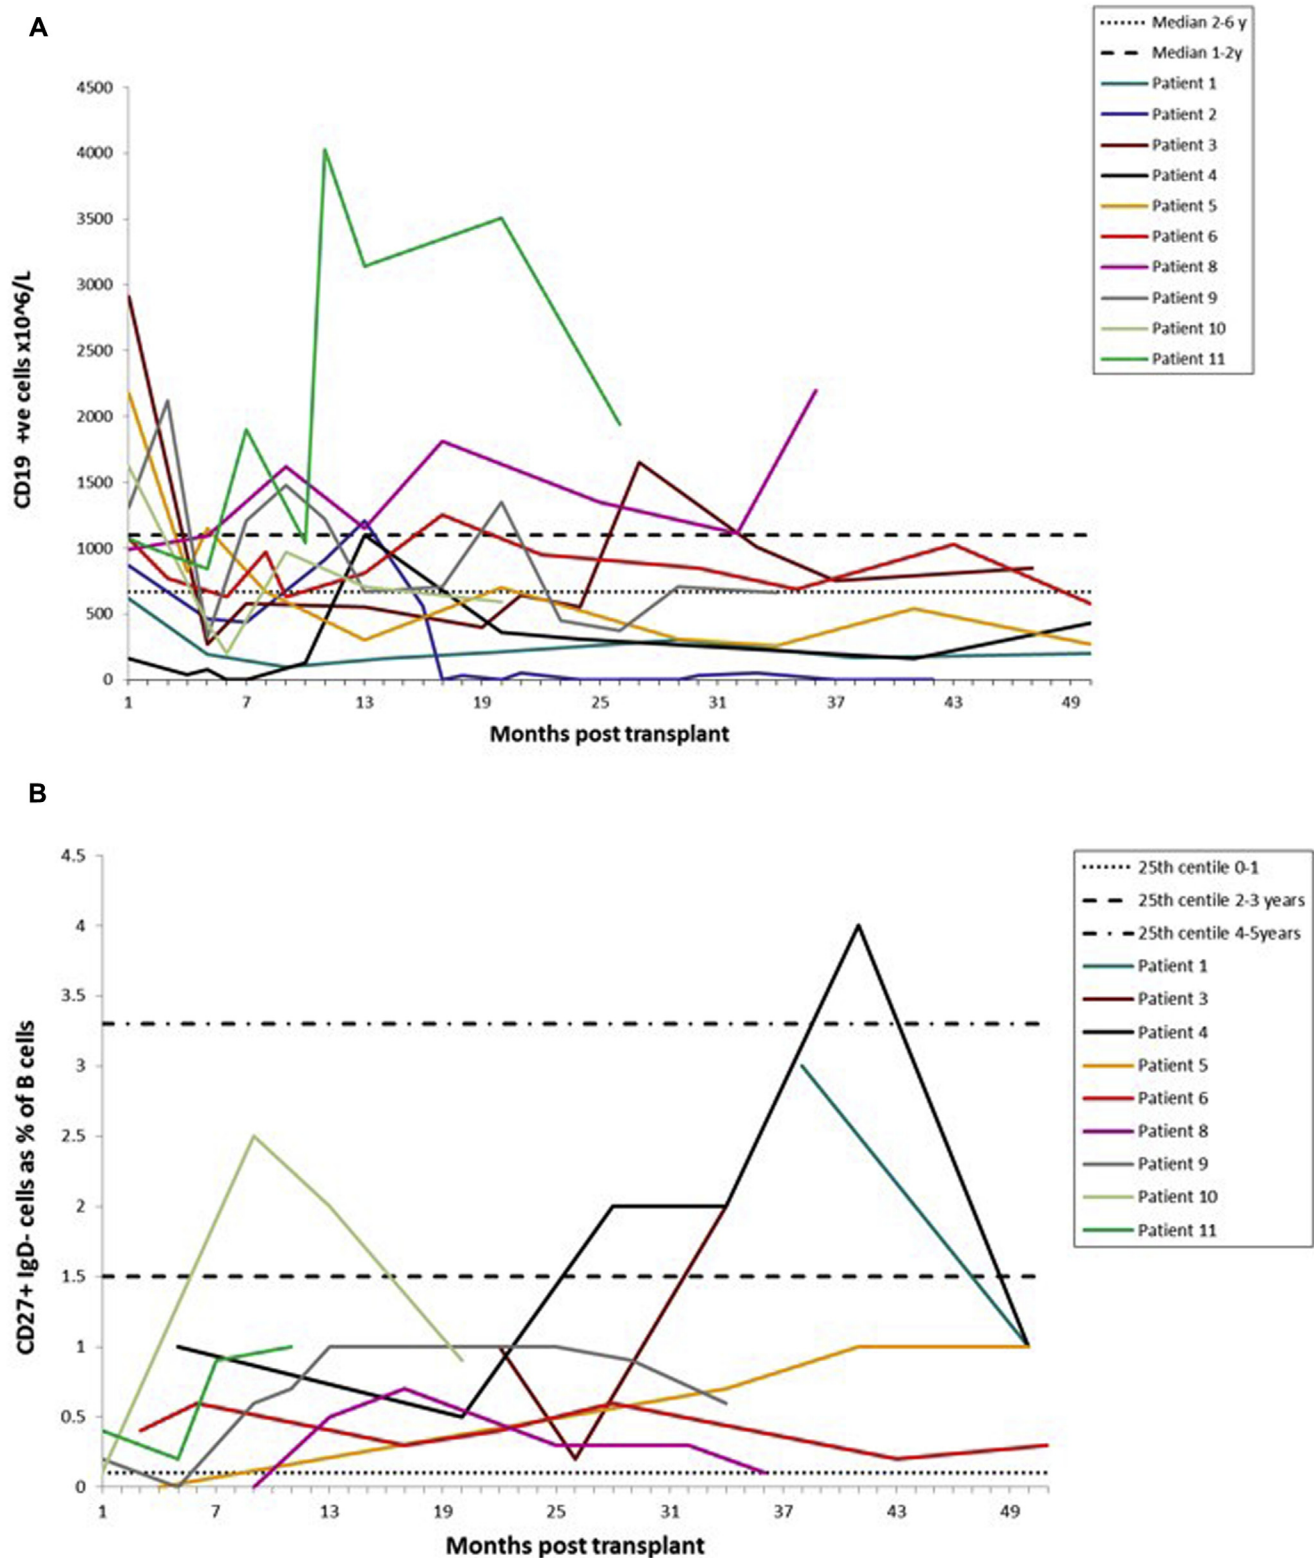 A
Median 2-6 y
Median 1-2y
Patient 1
Patient 2
Patient 3
Patient 4
Patient 5
Patient 6
Patient 8
Patient 9
Patient 10
Patient 11
4500
4000
3500
3000
2500
2000
1500
1000
500
0
CD19 +ve cells x10^6/L
1 7 13 19 25 31 37 43 49
Months post transplant
B
25th centile 0-1
25th centile 2-3 years
25th centile 4-5years
Patient 1
Patient 3
Patient 4
Patient 5
Patient 6
Patient 8
Patient 9
Patient 10
Patient 11
4.5
4
3.5
3
2.5
2
1.5
1
0.5
0
CD27+ IgD- cells as % of B cells
1 7 13 19 25 31 37 43 49
Months post transplant